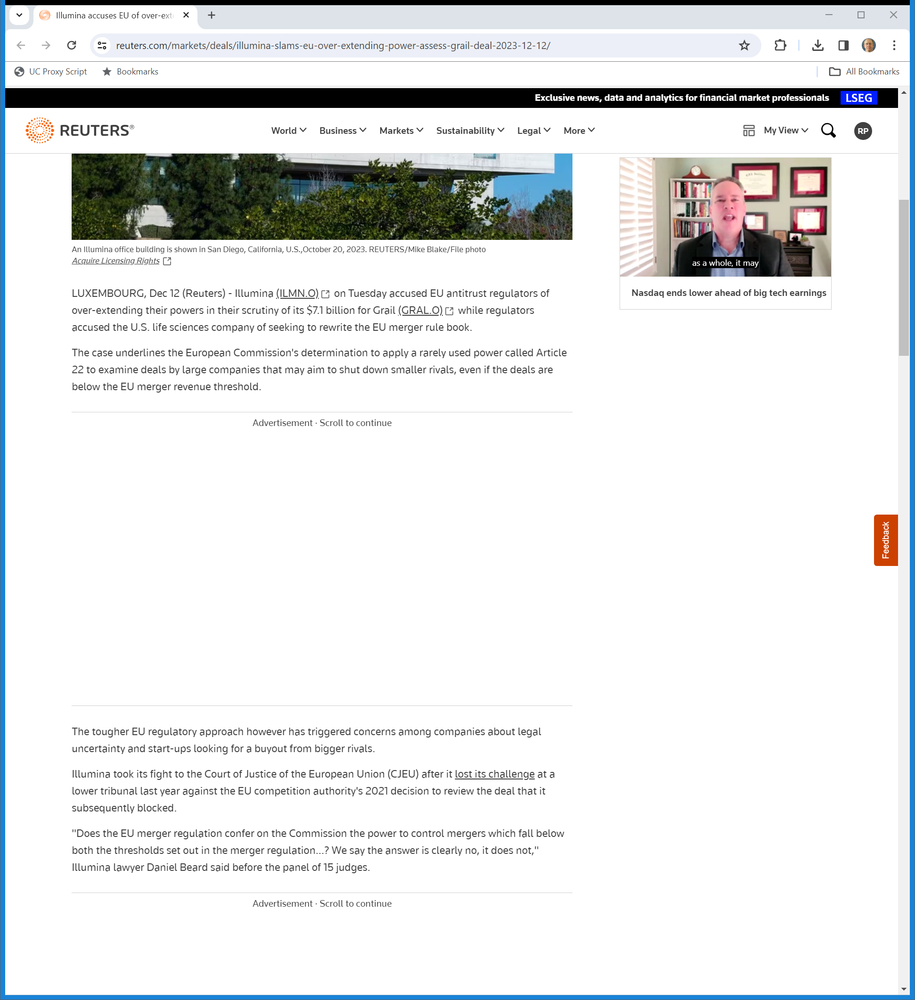 Illumina accuses EU of over-ext
reuters.com/markets/deals/illumina-slams-eu-over-extending-power-assess-grail-deal-2023-12-12/
UC Proxy Script
Bookmarks
All Bookmarks
Exclusive news, data and analytics for financial market professionals
LSEG
REUTERS®
World
Business
Markets
Sustainability
Legal
More
My View
RP
as a whole, it may
Nasdaq ends lower ahead of big tech earnings
An Illumina office building is shown in San Diego, California, U.S.,October 20, 2023. REUTERS/Mike Blake/File photo
Acquire Licensing Rights
LUXEMBOURG, Dec 12 (Reuters) - Illumina (ILMN.O) on Tuesday accused EU antitrust regulators of
over-extending their powers in their scrutiny of its $7.1 billion for Grail (GRAL.O) while regulators
accused the U.S. life sciences company of seeking to rewrite the EU merger rule book.
The case underlines the European Commission's determination to apply a rarely used power called Article
22 to examine deals by large companies that may aim to shut down smaller rivals, even if the deals are
below the EU merger revenue threshold.
Advertisement · Scroll to continue
Feedback
The tougher EU regulatory approach however has triggered concerns among companies about legal
uncertainty and start-ups looking for a buyout from bigger rivals.
Illumina took its fight to the Court of Justice of the European Union (CJEU) after it lost its challenge at a
lower tribunal last year against the EU competition authority's 2021 decision to review the deal that it
subsequently blocked.
"Does the EU merger regulation confer on the Commission the power to control mergers which fall below
both the thresholds set out in the merger regulation...? We say the answer is clearly no, it does not,"
Illumina lawyer Daniel Beard said before the panel of 15 judges.
Advertisement · Scroll to continue